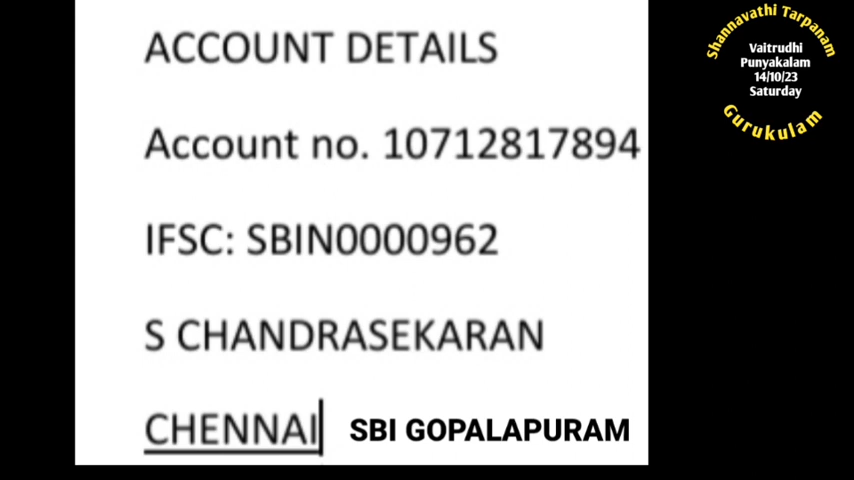 ACCOUNT DETAILS
Account no. 10712817894
IFSC: SBIN0000962
S CHANDRASEKARAN
CHENNAI SBI GOPALAPURAM
Shannavathi Tarpanam
Vaitrudhi
Punyakalam
14/10/23
Saturday
Gurukulam